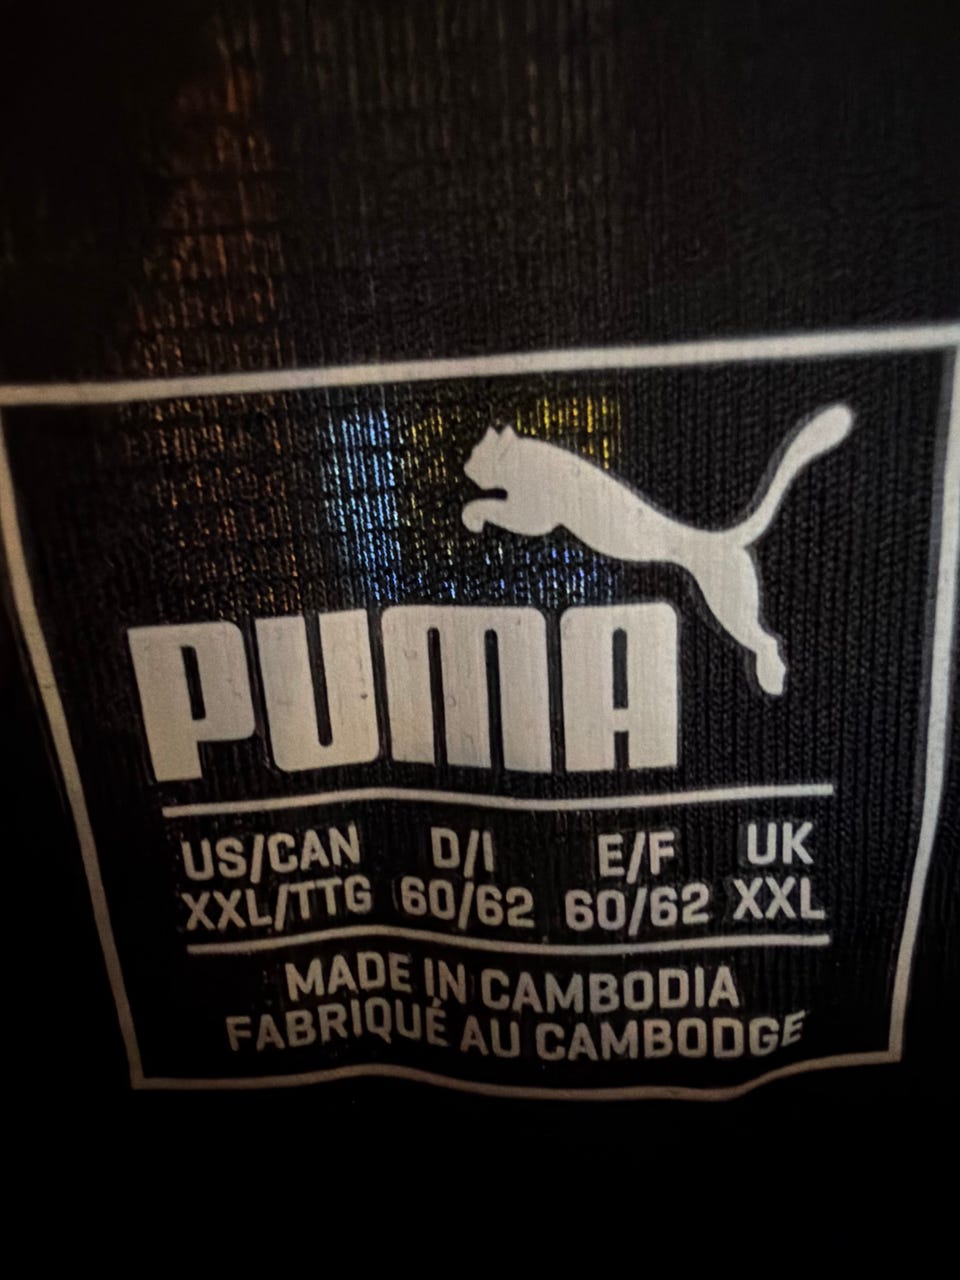 PUMA
US/CAN D/I E/F UK
XXL/TTG 60/62 60/62 XXL
MADE IN CAMBODIA
FABRIQUÉ AU CAMBODGE